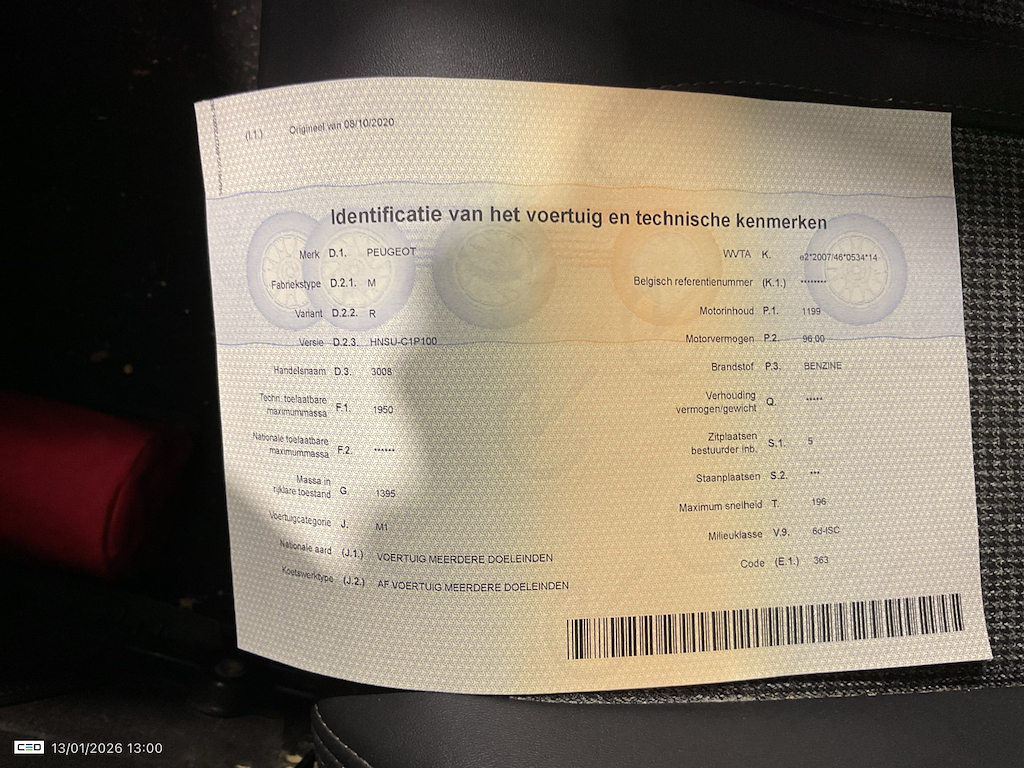 (I.1.) Origineel van 08/10/2020
Identificatie van het voertuig en technische kenmerken
Merk D.1. PEUGEOT
Fabriekstype D.2.1. M
Variant D.2.2. R
Versie D.2.3. HNSU-C1P100
Handelsnaam D.3. 3008
Techn. toelaatbare
maximummassa F.1. 1950
Nationale toelaatbare
maximummassa F.2. ******
Massa in
rijklare toestand G. 1395
Voertuigcategorie J. M1
Nationale aard (J.1.) VOERTUIG MEERDERE DOELEINDEN
Koetswerktype (J.2.) AF VOERTUIG MEERDERE DOELEINDEN
WVTA K. e2*2007/46*0534*14
Belgisch referentienummer (K.1.) ********
Motorinhoud P.1. 1199
Motorvermogen P.2. 96.00
Brandstof P.3. BENZINE
Verhouding
vermogen/gewicht Q. *****
Zitplaatsen
bestuurder inb. S.1. 5
Staanplaatsen S.2. ***
Maximum snelheid T. 196
Milieuklasse V.9. 6d-ISC
Code (E.1.) 363
CEO 13/01/2026 13:00